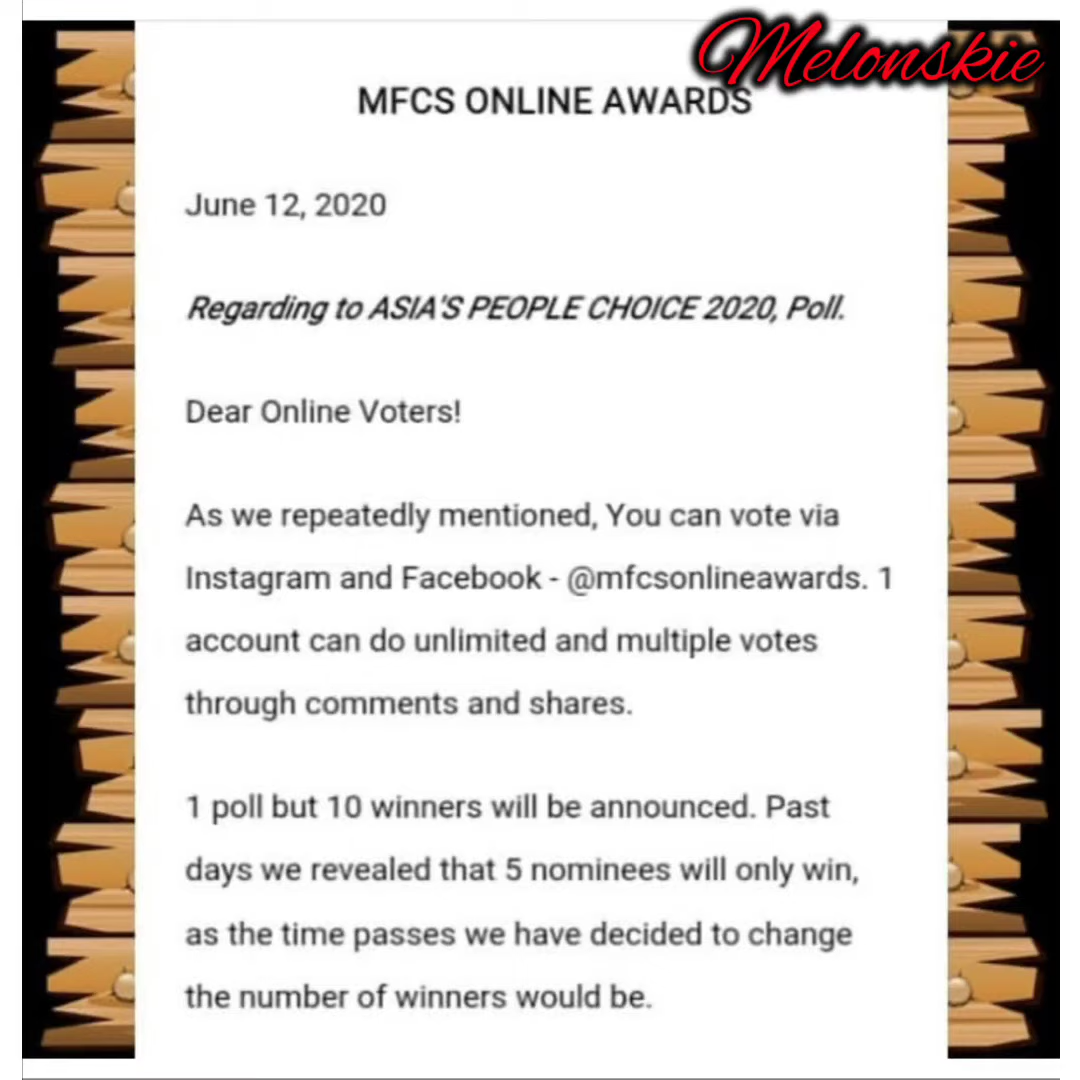 Melonskie
MFCS ONLINE AWARDS
June 12, 2020
Regarding to ASIA'S PEOPLE CHOICE 2020, Poll.
Dear Online Voters!
As we repeatedly mentioned, You can vote via
Instagram and Facebook - @mfcsonlineawards. 1
account can do unlimited and multiple votes
through comments and shares.
1 poll but 10 winners will be announced. Past
days we revealed that 5 nominees will only win,
as the time passes we have decided to change
the number of winners would be.